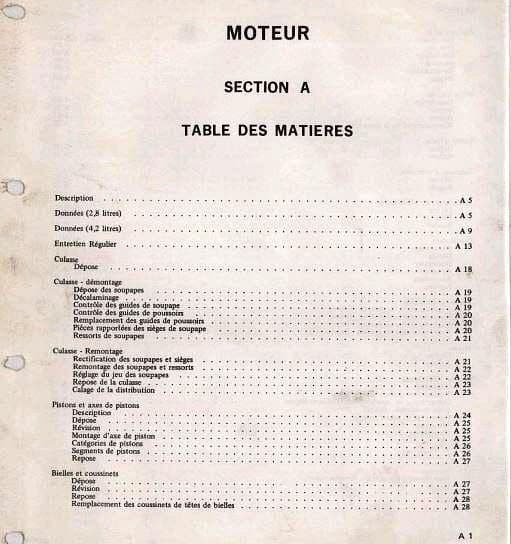 MOTEUR
SECTION A
TABLE DES MATIERES
Description . . . . . . . . . . A 5
Données (2,8 litres) . . . . . . . . . . A 5
Données (4,2 litres) . . . . . . . . . . A 9
Entretien Régulier . . . . . . . . . . A 13
Culasse
Dépose . . . . . . . . . . A 18
Culasse - démontage
Dépose des soupapes . . . . . . . . . . A 19
Décalaminage . . . . . . . . . . A 19
Contrôle des guides de soupape . . . . . . . . . . A 19
Contrôle des guides de poussoirs . . . . . . . . . . A 20
Remplacement des guides de poussoirs . . . . . . . . . . A 20
Pièces rapportées des sièges de soupape . . . . . . . . . . A 20
Ressorts de soupapes . . . . . . . . . . A 21
Culasse - Remontage
Rectification des soupapes et sièges . . . . . . . . . . A 21
Remontage des soupapes et ressorts . . . . . . . . . . A 22
Réglage du jeu des soupapes . . . . . . . . . . A 22
Repose de la culasse . . . . . . . . . . A 23
Calage de la distribution . . . . . . . . . . A 23
Pistons et axes de pistons
Description . . . . . . . . . . A 24
Dépose . . . . . . . . . . A 25
Révision . . . . . . . . . . A 25
Montage d'axe de piston . . . . . . . . . . A 25
Catégories de pistons . . . . . . . . . . A 26
Segments de pistons . . . . . . . . . . A 26
Repose . . . . . . . . . . A 27
Bielles et coussinets
Dépose . . . . . . . . . . A 27
Révision . . . . . . . . . . A 27
Repose . . . . . . . . . . A 28
Remplacement des coussinets de têtes de bielles . . . . . . . . . . A 28
A 1